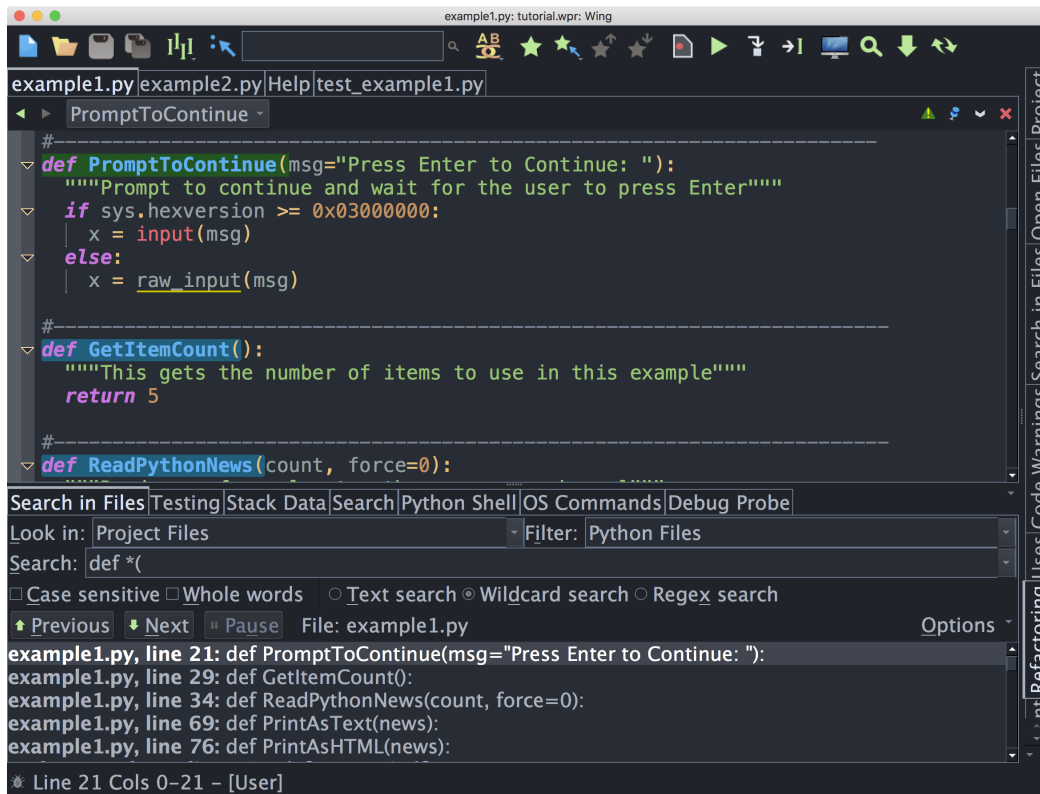 example1.py: tutorial.wpr: Wing
AB
example1.py example2.py Help test_example1.py
PromptToContinue
#----------------------------------------------------------------------
def PromptToContinue(msg="Press Enter to Continue: "):
"""Prompt to continue and wait for the user to press Enter"""
if sys.hexversion >= 0x03000000:
x = input(msg)
else:
x = raw_input(msg)
#-----------------------------------------------------------------------
def GetItemCount():
"""This gets the number of items to use in this example"""
return 5
#-----------------------------------------------------------------------
def ReadPythonNews(count, force=0):
Search in Files Testing Stack Data Search Python Shell OS Commands Debug Probe
Look in: Project Files Filter: Python Files
Search: def *(
Case sensitive Whole words Text search Wildcard search Regex search
Previous Next Pause File: example1.py Options
example1.py, line 21: def PromptToContinue(msg="Press Enter to Continue: "):
example1.py, line 29: def GetItemCount():
example1.py, line 34: def ReadPythonNews(count, force=0):
example1.py, line 69: def PrintAsText(news):
example1.py, line 76: def PrintAsHTML(news):
Line 21 Cols 0-21 - [User]
Project
Open Files
Search in Files
Code Warnings
Uses
Refactoring